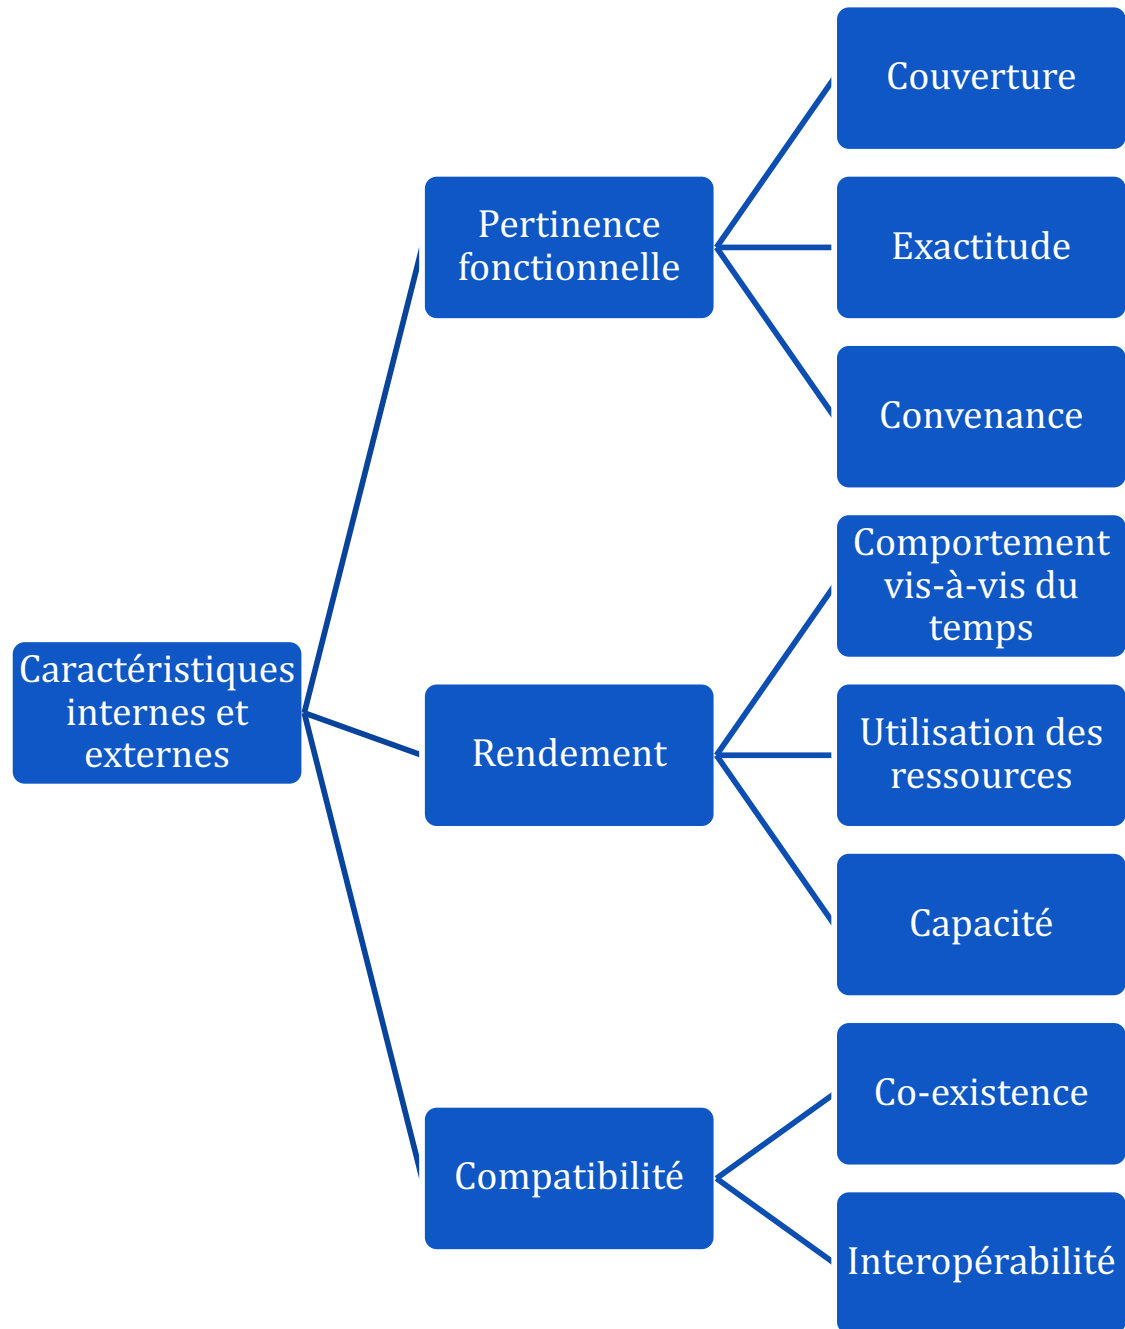 Caractéristiques
internes et
externes
Pertinence
fonctionnelle
Couverture
Exactitude
Convenance
Rendement
Comportement
vis-à-vis du
temps
Utilisation des
ressources
Capacité
Compatibilité
Co-existence
Interopérabilité